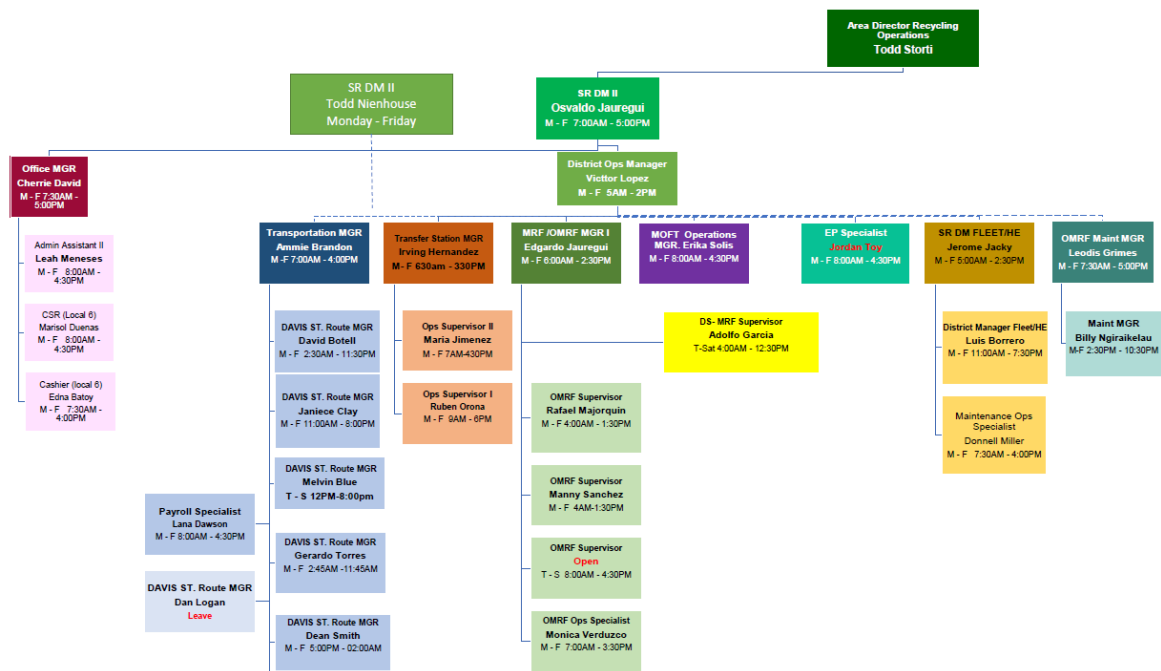 Area Director Recycling
Operations
Todd Storti
SR DM II
Todd Nienhouse
Monday - Friday
SR DM II
Osvaldo Jauregui
M - F 7:00AM - 5:00PM
Office MGR
Cherrie David
M - F 7:30AM -
5:00PM
District Ops Manager
Victtor Lopez
M - F 5AM - 2PM
Admin Assistant II
Leah Meneses
M - F 8:00AM -
4:30PM
CSR (Local 6)
Marisol Duenas
M - F 8:00AM -
4:30PM
Cashier (local 6)
Edna Batoy
M - F 7:30AM -
4:00PM
Transportation MGR
Ammie Brandon
M -F 7:00AM - 4:00PM
Transfer Station MGR
Irving Hernandez
M- F 630am - 330PM
MRF /OMRF MGR I
Edgardo Jauregui
M - F 6:00AM - 2:30PM
MOFT Operations
MGR. Erika Solis
M - F 8:00AM - 4:30PM
EP Specialist
Jordan Toy
M - F 8:00AM - 4:30PM
SR DM FLEET/HE
Jerome Jacky
M - F 5:00AM - 2:30PM
OMRF Maint MGR
Leodis Grimes
M - F 7:30AM - 5:00PM
DAVIS ST. Route MGR
David Botell
M - F 2:30AM - 11:30PM
DAVIS ST. Route MGR
Janiece Clay
M - F 11:00AM - 8:00PM
DAVIS ST. Route MGR
Melvin Blue
T - S 12PM-8:00pm
Payroll Specialist
Lana Dawson
M - F 8:00AM - 4:30PM
DAVIS ST. Route MGR
Gerardo Torres
M - F 2:45AM -11:45AM
DAVIS ST. Route MGR
Dan Logan
Leave
DAVIS ST. Route MGR
Dean Smith
M - F 5:00PM - 02:00AM
Ops Supervisor II
Maria Jimenez
M - F 7AM-430PM
Ops Supervisor I
Ruben Orona
M - F 9AM - 6PM
DS- MRF Supervisor
Adolfo Garcia
T-Sat 4:00AM - 12:30PM
OMRF Supervisor
Rafael Majorquin
M - F 4:00AM - 1:30PM
OMRF Supervisor
Manny Sanchez
M - F 4AM-1:30PM
OMRF Supervisor
Open
T - S 8:00AM - 4:30PM
OMRF Ops Specialist
Monica Verduzco
M - F 7:00AM - 3:30PM
District Manager Fleet/HE
Luis Borrero
M - F 11:00AM - 7:30PM
Maintenance Ops
Specialist
Donnell Miller
M - F 7:30AM - 4:00PM
Maint MGR
Billy Ngiraikelau
M-F 2:30PM - 10:30PM